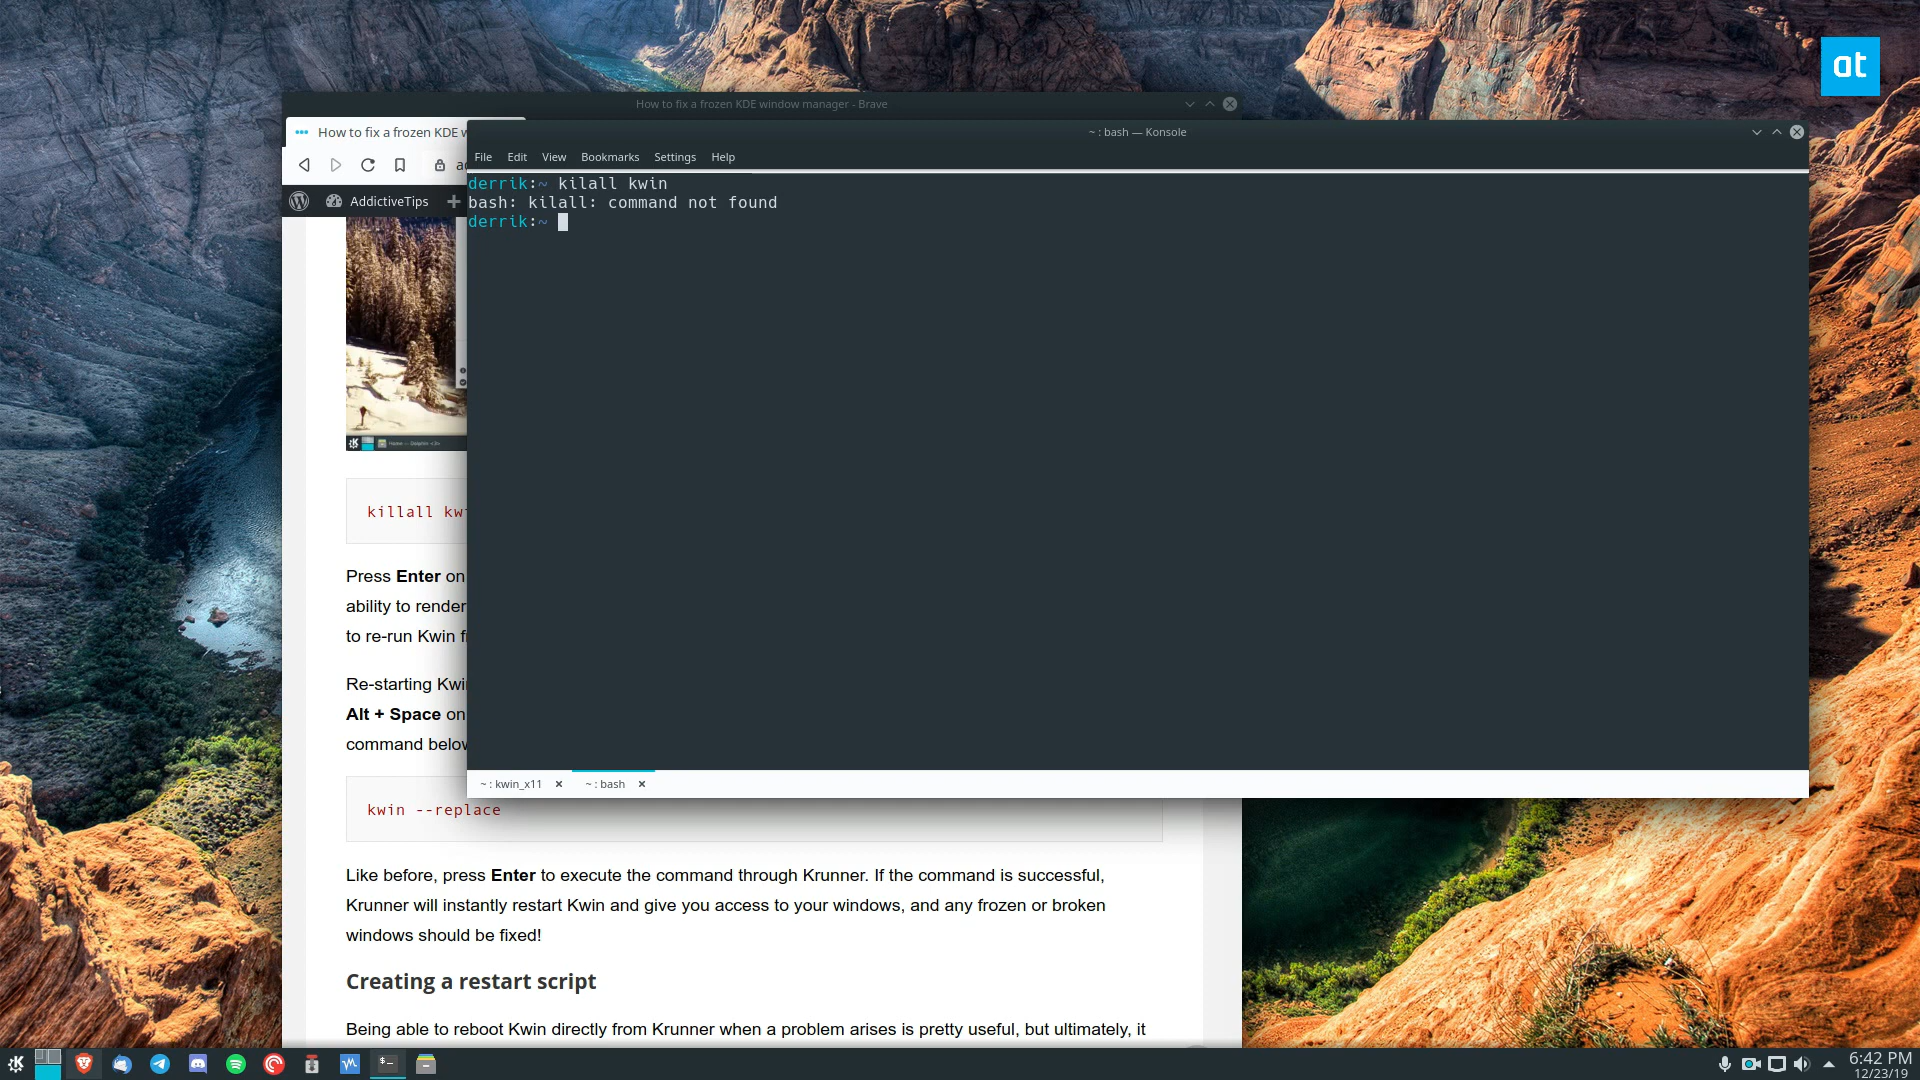 at
How to fix a frozen KDE window manager - Brave
How to fix a frozen KDE w
~ : bash — Konsole
File Edit View Bookmarks Settings Help
AddictiveTips
derrik:~ kilall kwin
bash: kilall: command not found
derrik:~
killall kwi
Press Enter on
ability to render
to re-run Kwin f
Re-starting Kwi
Alt + Space on
command below
~ : kwin_x11
~ : bash
kwin --replace
Like before, press Enter to execute the command through Krunner. If the command is successful,
Krunner will instantly restart Kwin and give you access to your windows, and any frozen or broken
windows should be fixed!
Creating a restart script
Being able to reboot Kwin directly from Krunner when a problem arises is pretty useful, but ultimately, it
6:42 PM
12/23/19